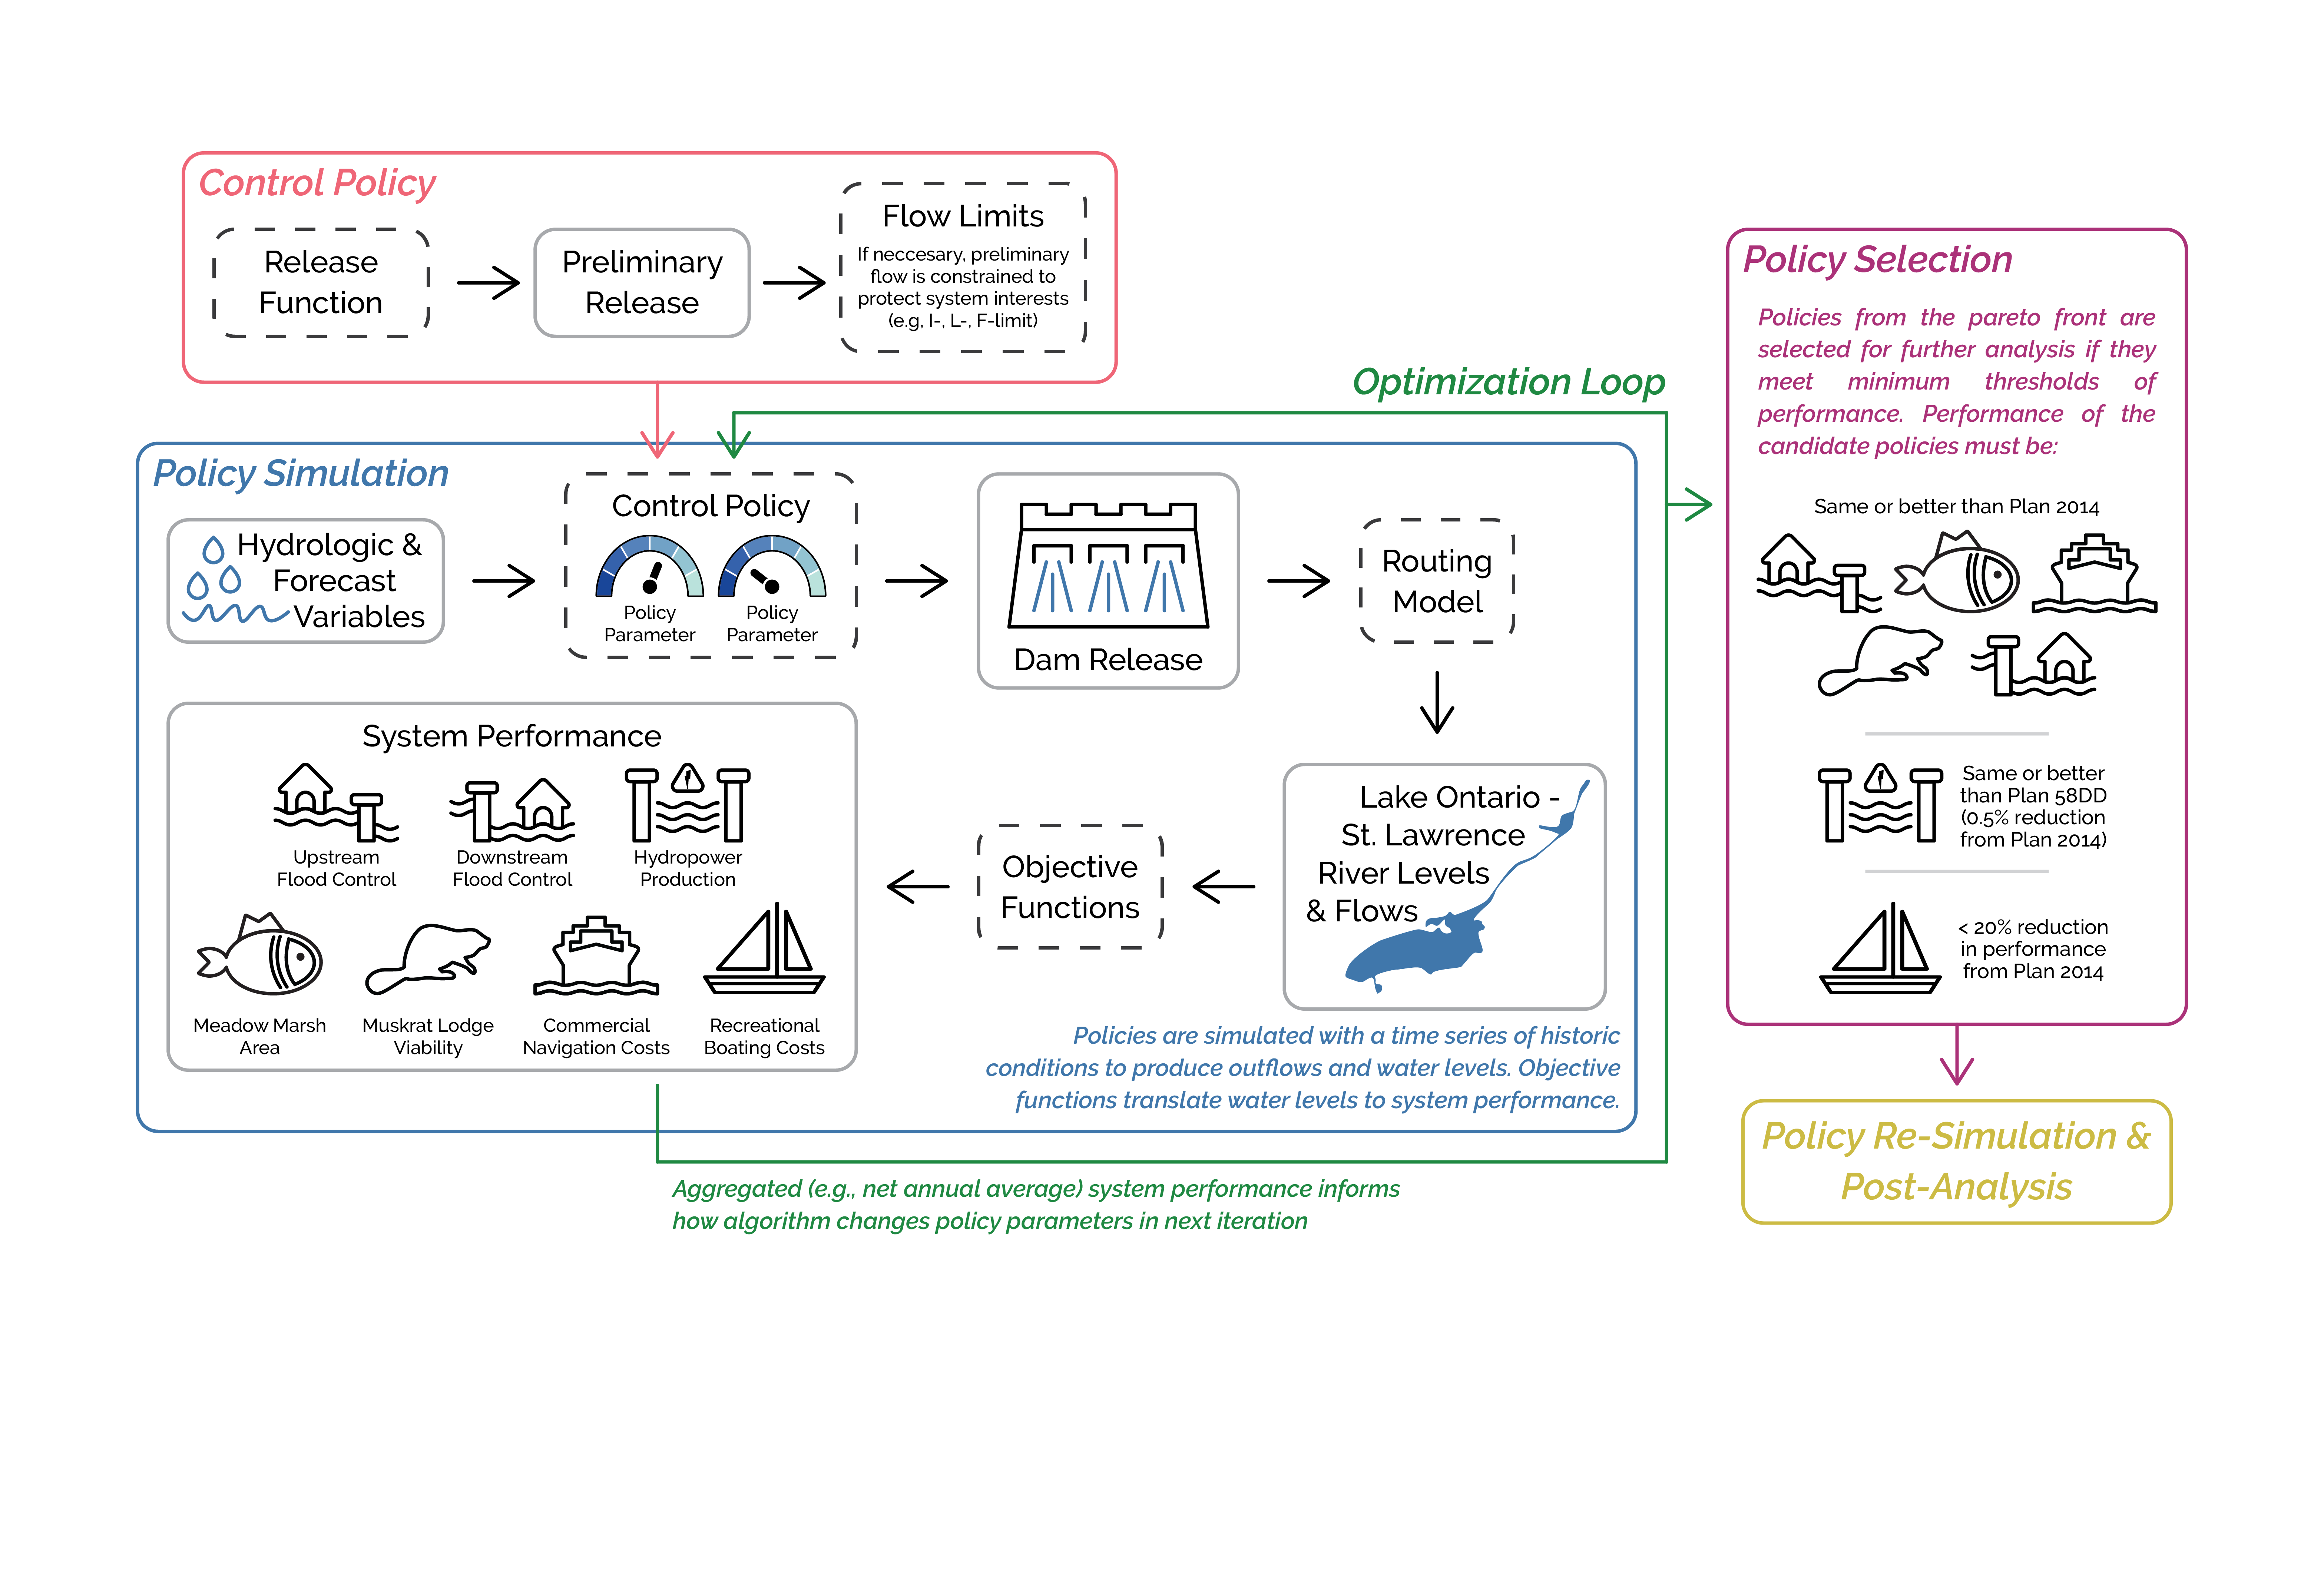 Control Policy
Release
Function
Preliminary
Release
Flow Limits
If neccesary, preliminary
flow is constrained to
protect system interests
(e.g, I-, L-, F-limit)
Optimization Loop
Policy Simulation
Hydrologic &
Forecast
Variables
Control Policy
Policy
Parameter
Policy
Parameter
Dam Release
Routing
Model
Lake Ontario -
St. Lawrence
River Levels
& Flows
Objective
Functions
System Performance
Upstream
Flood Control
Downstream
Flood Control
Hydropower
Production
Meadow Marsh
Area
Muskrat Lodge
Viability
Commercial
Navigation Costs
Recreational
Boating Costs
Policies are simulated with a time series of historic
conditions to produce outflows and water levels. Objective
functions translate water levels to system performance.
Aggregated (e.g., net annual average) system performance informs
how algorithm changes policy parameters in next iteration
Policy Selection
Policies from the pareto front are
selected for further analysis if they
meet minimum thresholds of
performance. Performance of the
candidate policies must be:
Same or better than Plan 2014
Same or better
than Plan 58DD
(0.5% reduction
from Plan 2014)
< 20% reduction
in performance
from Plan 2014
Policy Re-Simulation &
Post-Analysis